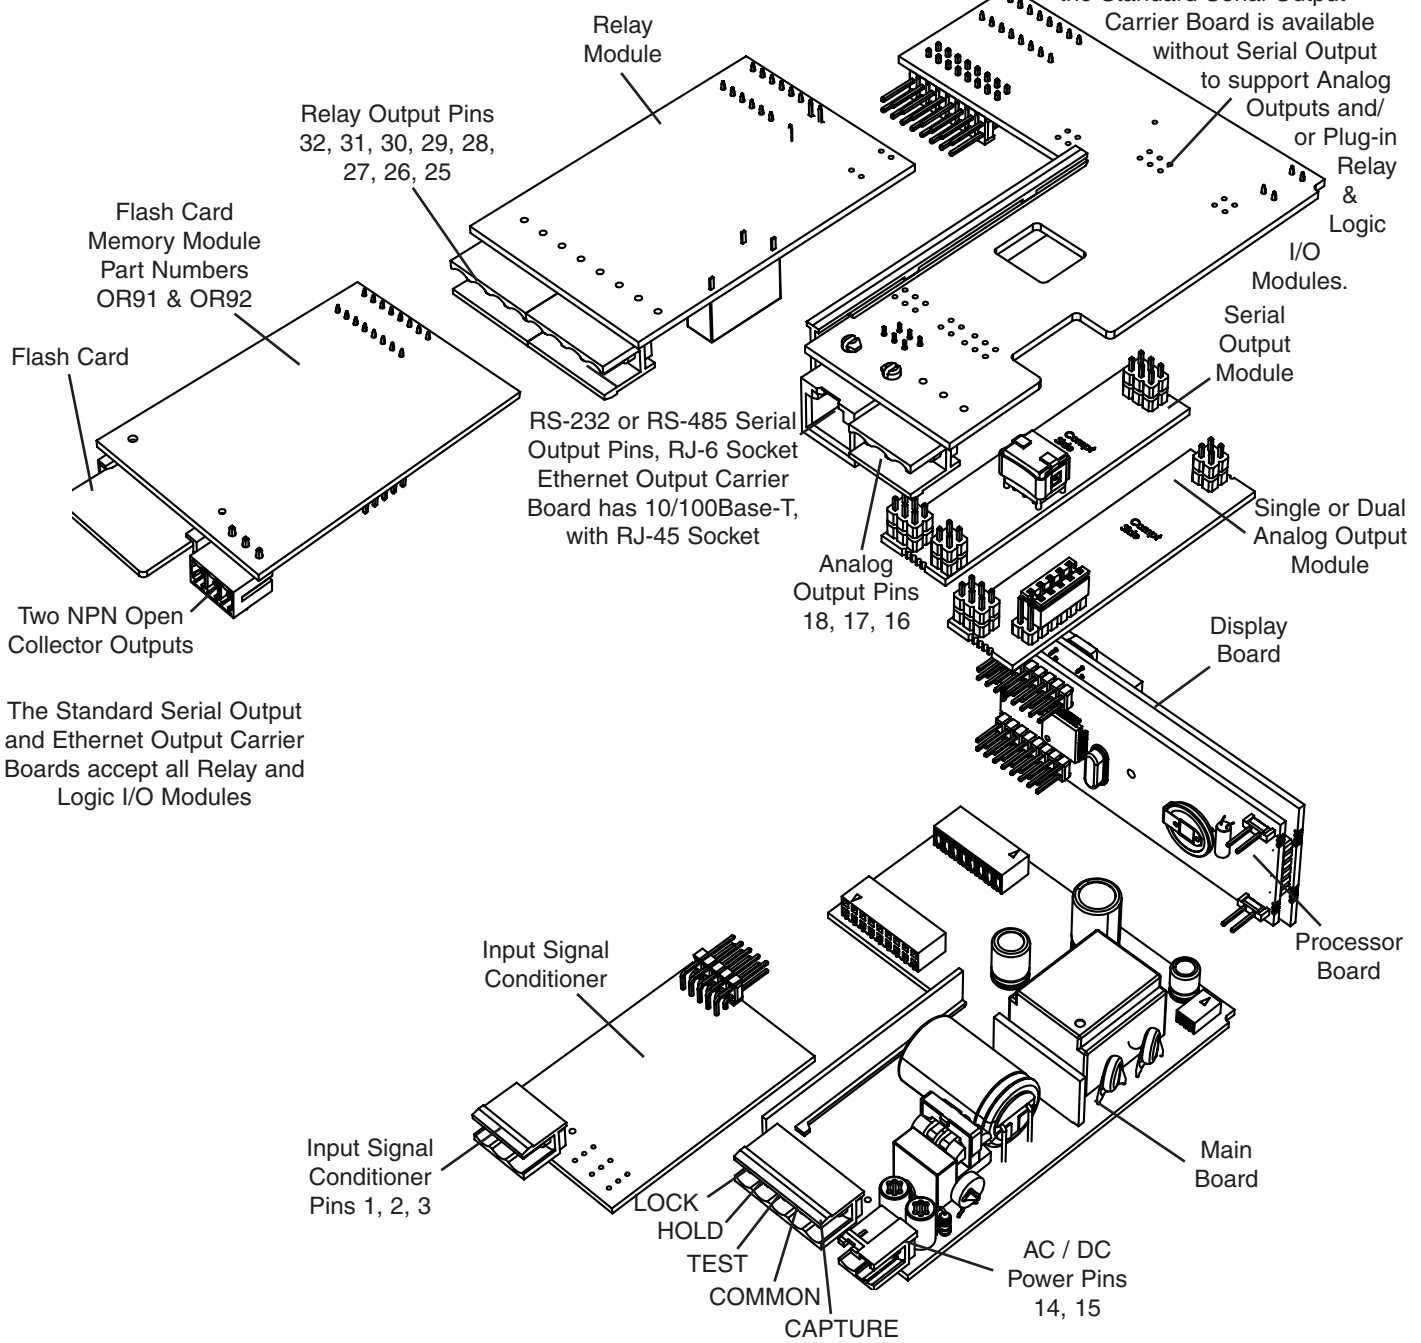 the Standard Serial Output
Carrier Board is available
without Serial Output
to support Analog
Outputs and/
or Plug-in
Relay
&
Logic
I/O
Modules.
Relay
Module
Relay Output Pins
32, 31, 30, 29, 28,
27, 26, 25
Flash Card
Memory Module
Part Numbers
OR91 & OR92
Flash Card
Serial
Output
Module
RS-232 or RS-485 Serial
Output Pins, RJ-6 Socket
Ethernet Output Carrier
Board has 10/100Base-T,
with RJ-45 Socket
Compt
Side
Compt
Side
Single or Dual
Analog Output
Module
Analog
Output Pins
18, 17, 16
Two NPN Open
Collector Outputs
Display
Board
The Standard Serial Output
and Ethernet Output Carrier
Boards accept all Relay and
Logic I/O Modules
Processor
Board
Input Signal
Conditioner
Input Signal
Conditioner
Pins 1, 2, 3
Main
Board
LOCK
HOLD
TEST
COMMON
CAPTURE
AC / DC
Power Pins
14, 15